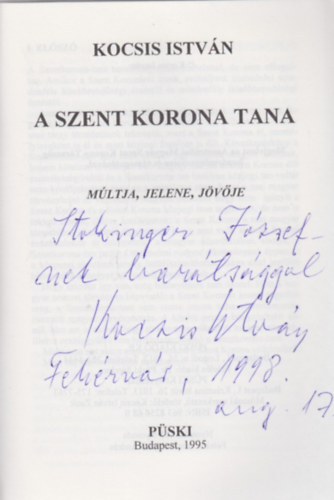 KOCSIS ISTVÁN
A SZENT KORONA TANA
MÚLTJA, JELENE, JÖVŐJE
Stokinger József-
nek barátsággal
Kocsis István
Fehérvár, 1998.
aug. 17.
PÜSKI
Budapest, 1995